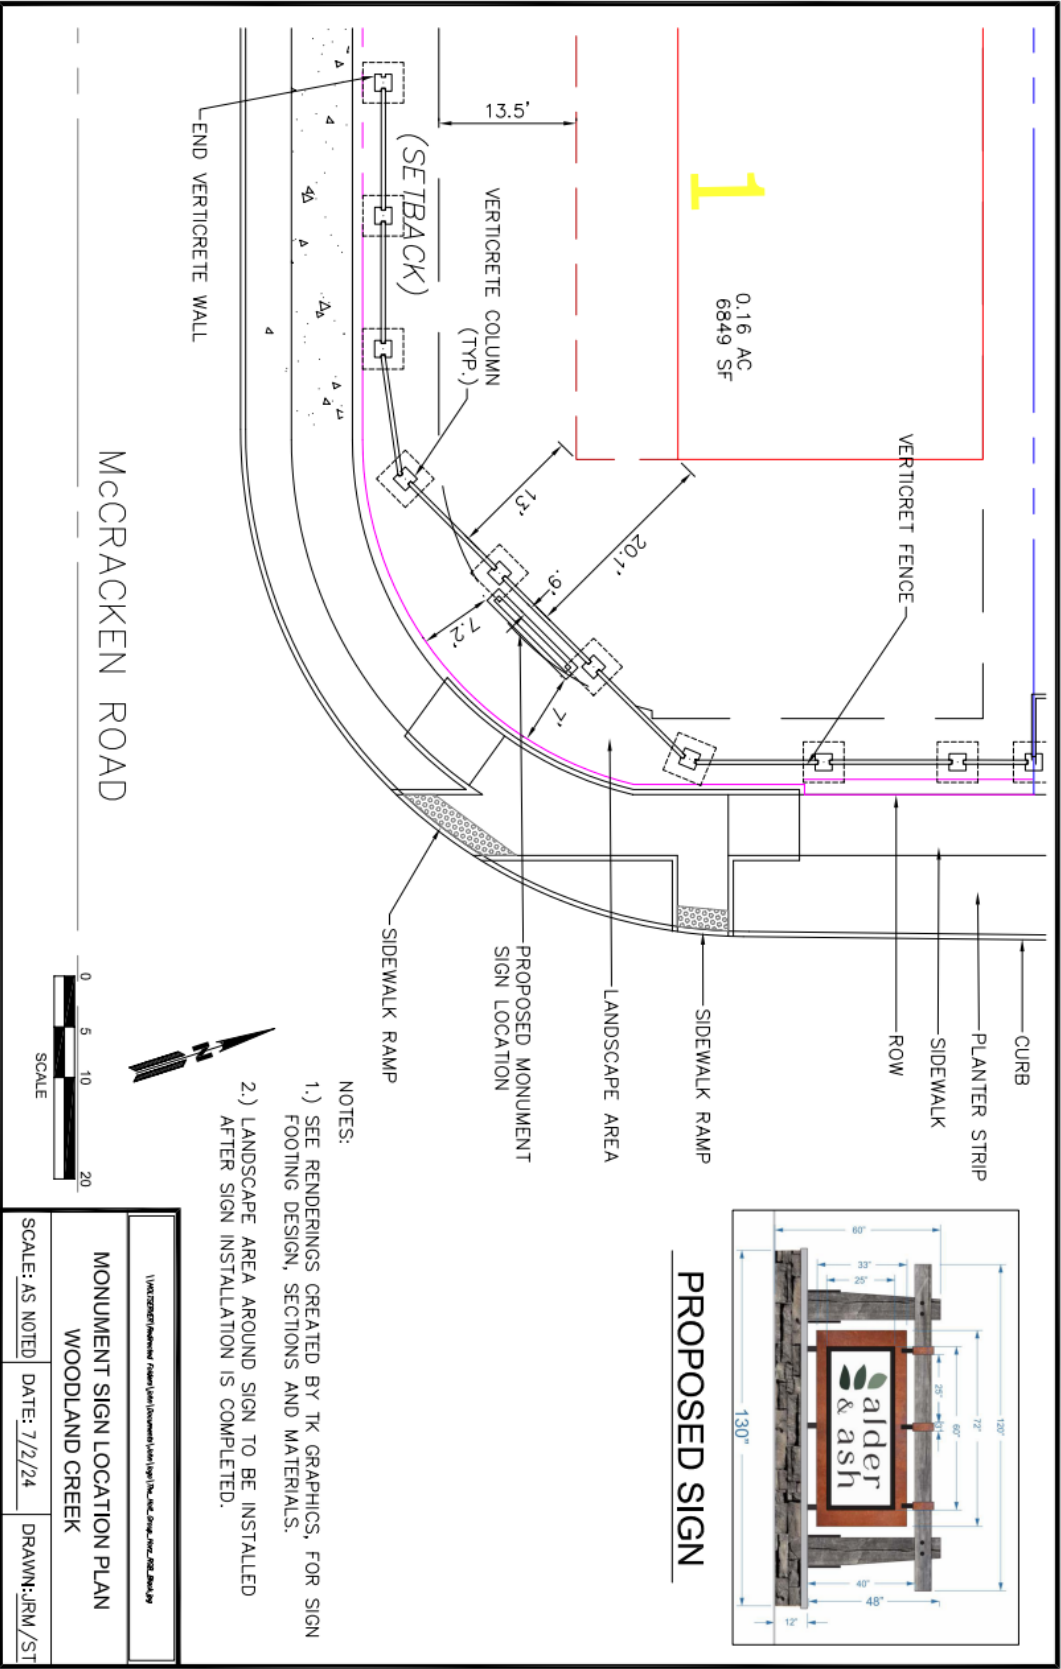 END VERTICRETE WALL
(SETBACK)
13.5'
VERTICRETE COLUMN
(TYP.)
1
0.16 AC
6849 SF
VERTICRET FENCE
13'
20.1'
.9'
7.2'
7'
McCRACKEN ROAD
CURB
PLANTER STRIP
SIDEWALK
ROW
SIDEWALK RAMP
LANDSCAPE AREA
PROPOSED MONUMENT
SIGN LOCATION
SIDEWALK RAMP
N
0 5 10 20
SCALE
NOTES:
1.) SEE RENDERINGS CREATED BY TK GRAPHICS, FOR SIGN
FOOTING DESIGN, SECTIONS AND MATERIALS.
2.) LANDSCAPE AREA AROUND SIGN TO BE INSTALLED
AFTER SIGN INSTALLATION IS COMPLETED.
120"
72"
60"
60"
33"
25"
alder
& ash
40"
48"
12"
130"
PROPOSED SIGN
MONUMENT SIGN LOCATION PLAN
WOODLAND CREEK
SCALE: AS NOTED DATE: 7/2/24 DRAWN: JRM/ST